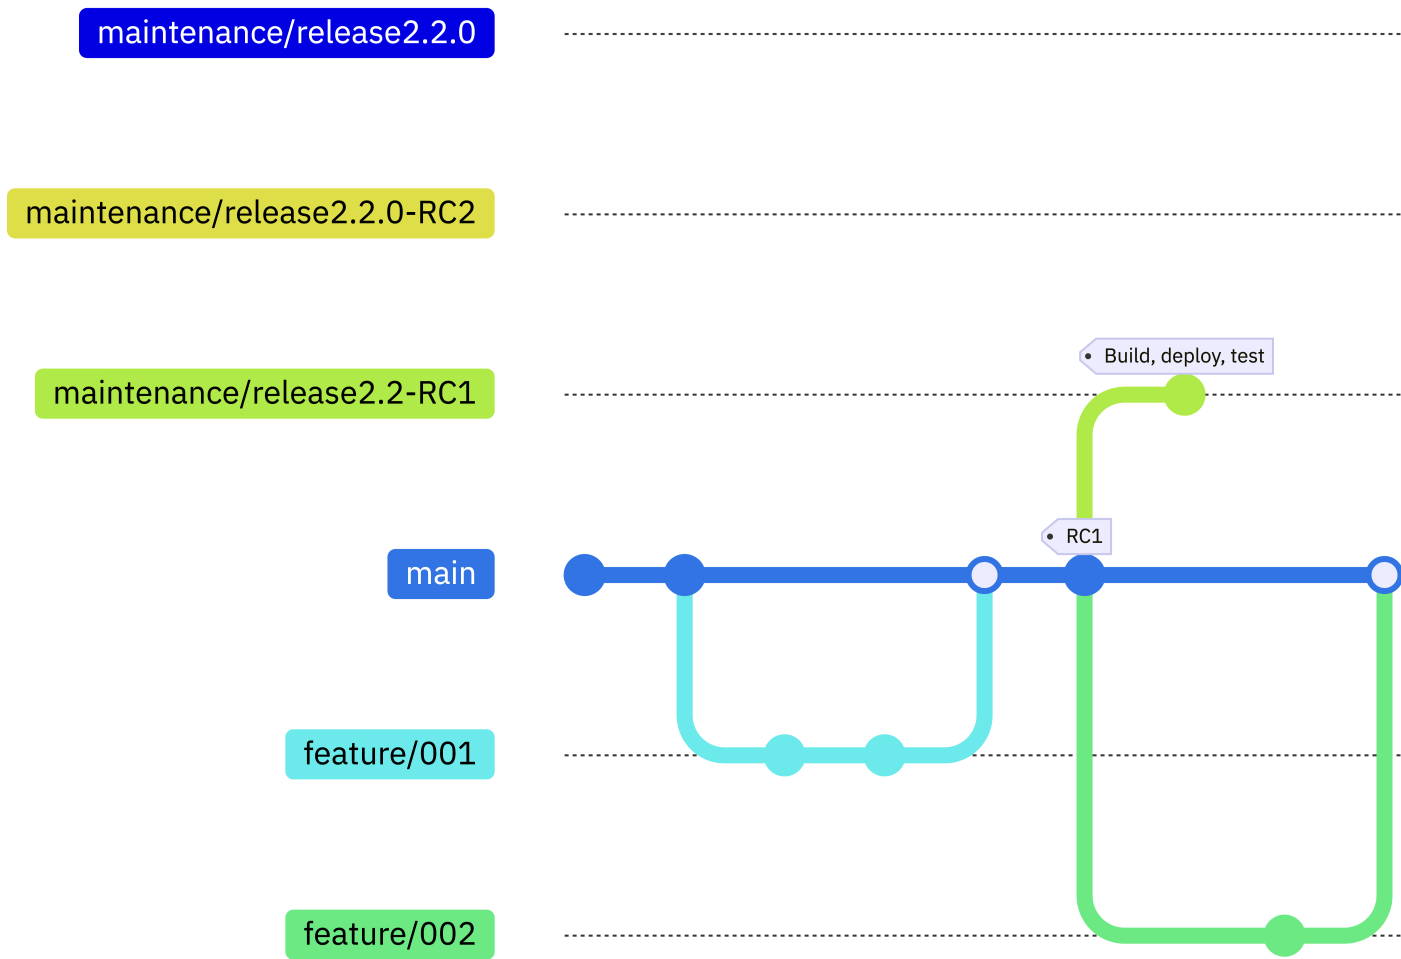 maintenance/release2.2.0
maintenance/release2.2.0-RC2
Build, deploy, test
maintenance/release2.2-RC1
RC1
main
feature/001
feature/002